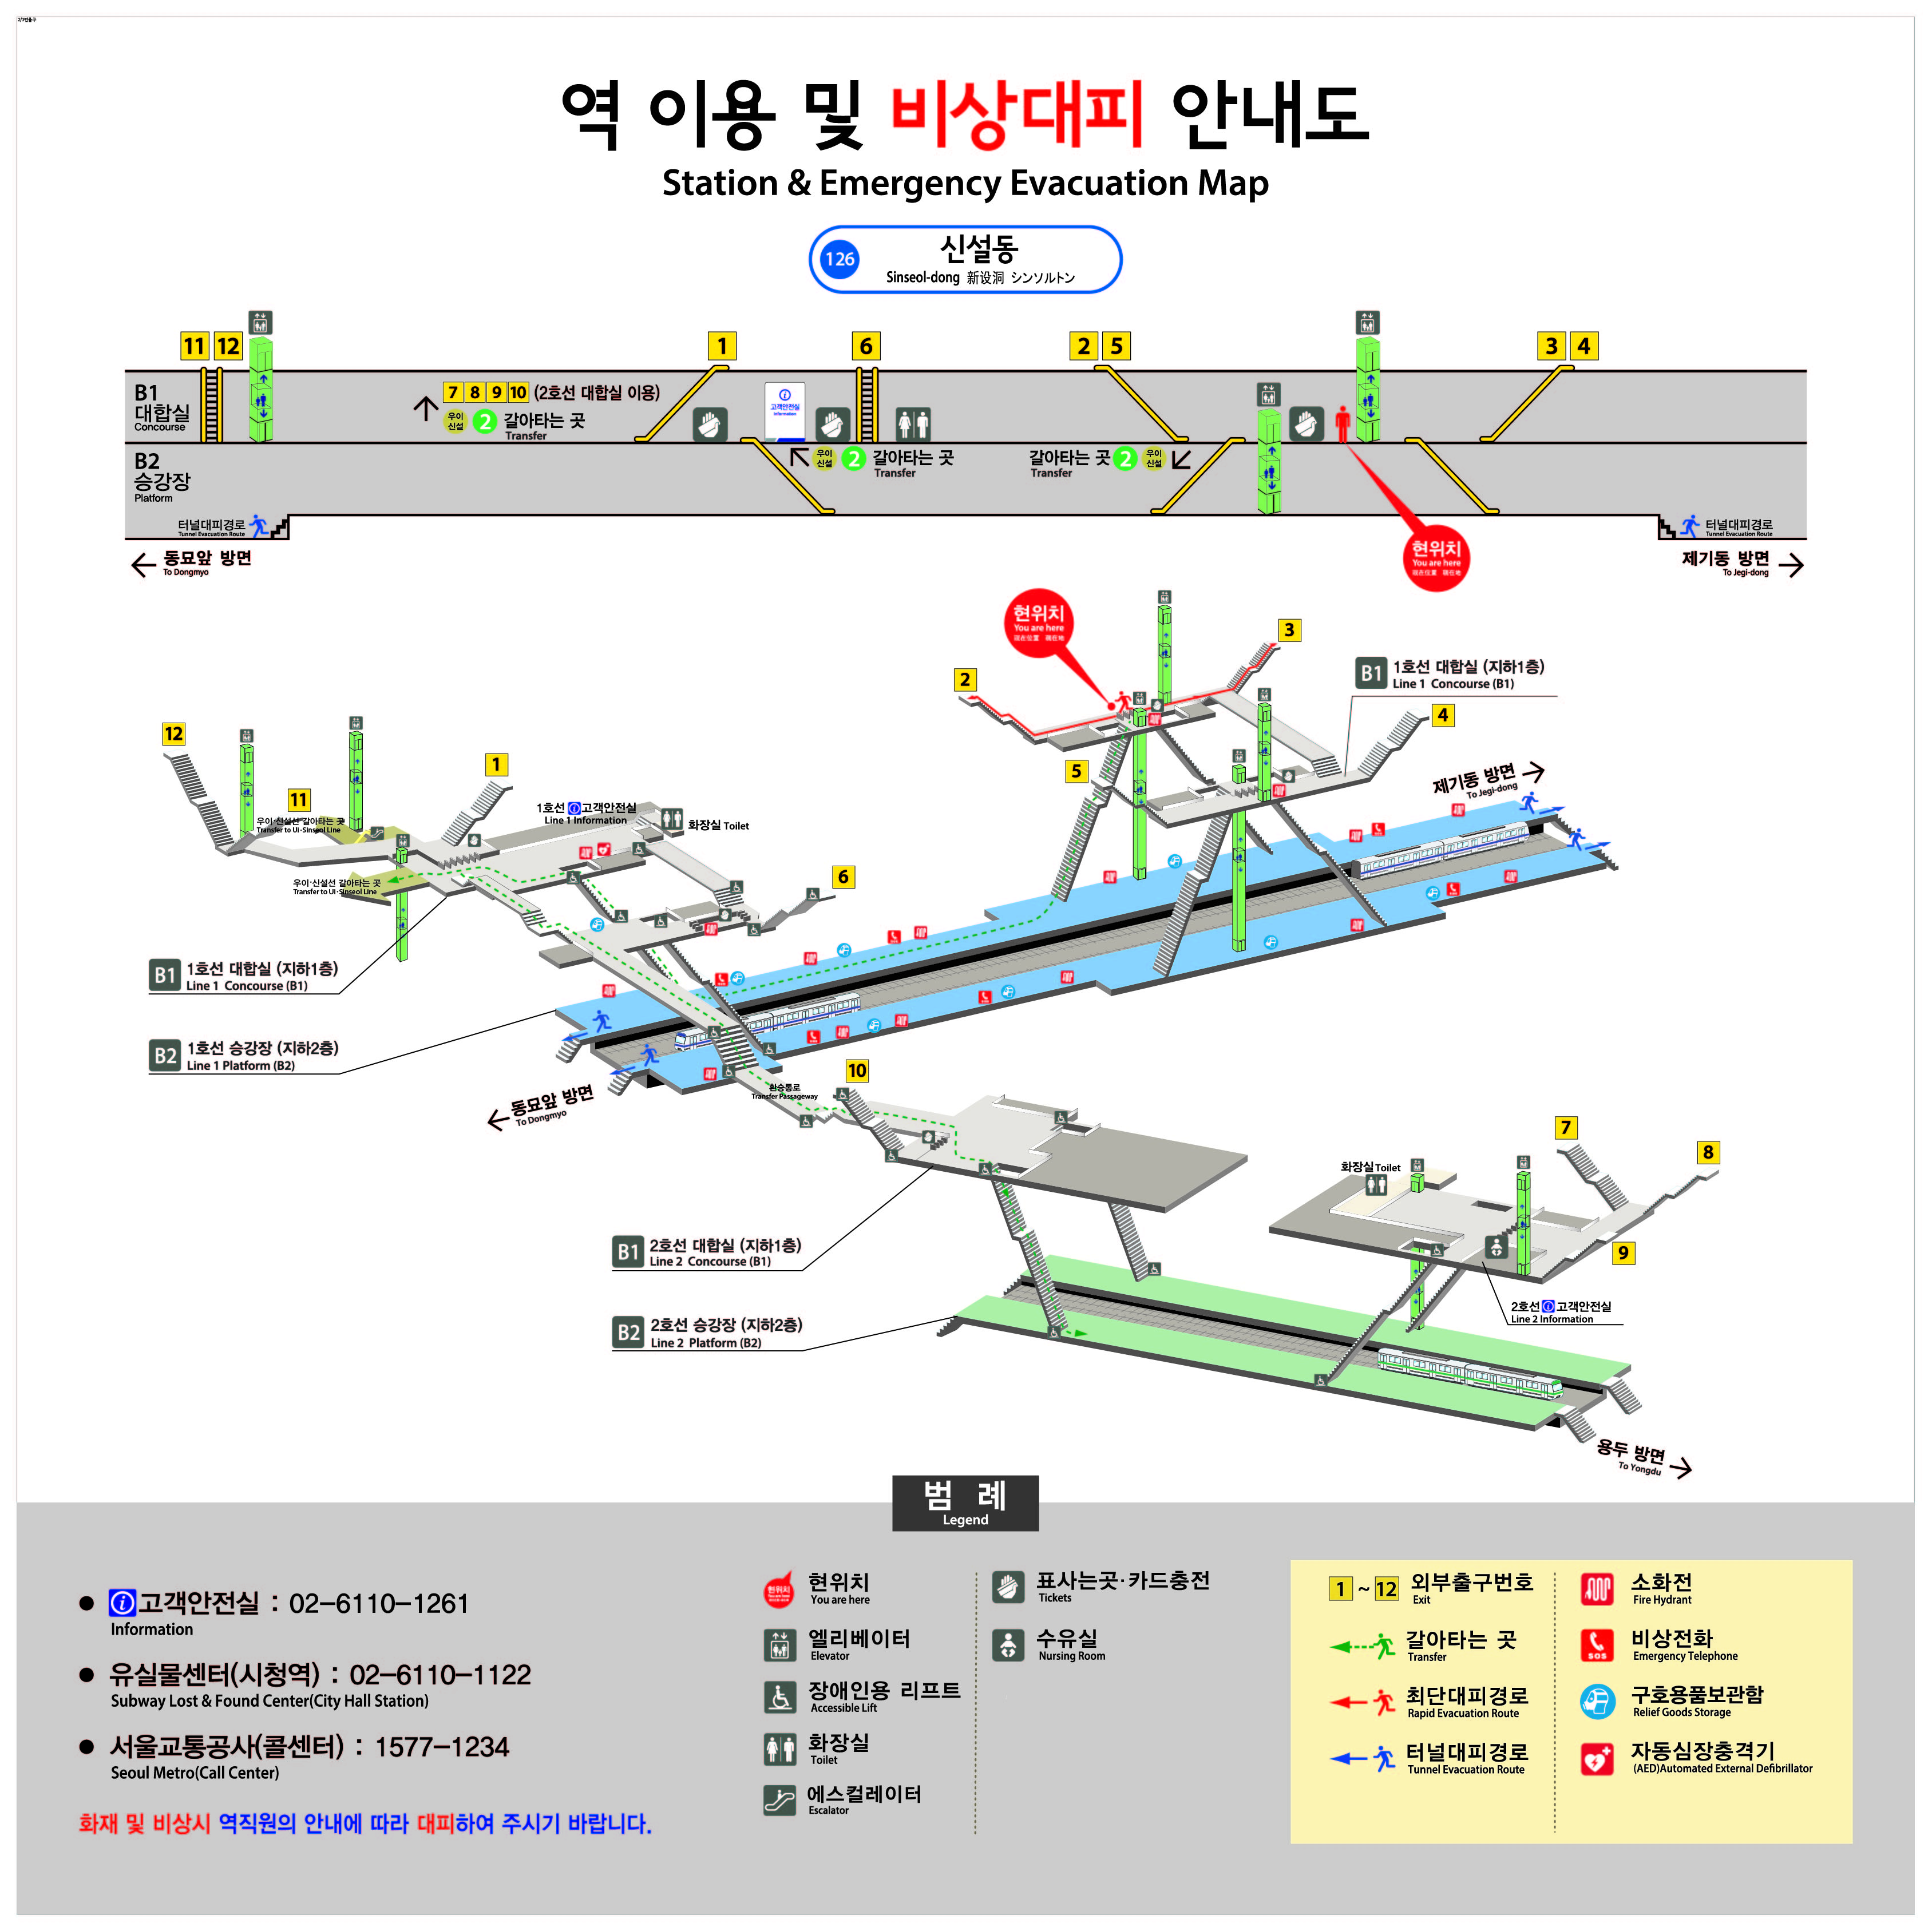 2/3번출구
역 이용 및 비상대피 안내도
Station & Emergency Evacuation Map
126
신설동
Sinseol-dong 新设洞 シンソルトン
11 12
1
6
2 5
3 4
B1
대합실
Concourse
7 8 9 10 (2호선 대합실 이용)
우이신설 2 갈아타는 곳
Transfer
고객안전실
Information
B2
승강장
Platform
우이신설 2 갈아타는 곳
Transfer
갈아타는 곳 2 우이신설
Transfer
터널대피경로
Tunnel Evacuation Route
터널대피경로
Tunnel Evacuation Route
동묘앞 방면
To Dongmyo
현위치
You are here
现在位置 現在地
제기동 방면
To Jegi-dong
현위치
You are here
现在位置 現在地
3
2
B1 1호선 대합실 (지하1층)
Line 1 Concourse (B1)
4
12
1
5
제기동 방면
To Jegi-dong
11
우이·신설선 갈아타는 곳
Transfer to Ui-Sinseol Line
1호선 고객안전실
Line 1 Information
화장실 Toilet
우이·신설선 갈아타는 곳
Transfer to Ui-Sinseol Line
6
B1 1호선 대합실 (지하1층)
Line 1 Concourse (B1)
B2 1호선 승강장 (지하2층)
Line 1 Platform (B2)
동묘앞 방면
To Dongmyo
환승통로
Transfer Passageway
10
7
8
화장실 Toilet
9
B1 2호선 대합실 (지하1층)
Line 2 Concourse (B1)
2호선 고객안전실
Line 2 Information
B2 2호선 승강장 (지하2층)
Line 2 Platform (B2)
용두 방면
To Yongdu
범 례
Legend
고객안전실 : 02-6110-1261
Information
유실물센터(시청역) : 02-6110-1122
Subway Lost & Found Center(City Hall Station)
서울교통공사(콜센터) : 1577-1234
Seoul Metro(Call Center)
화재 및 비상시 역직원의 안내에 따라 대피하여 주시기 바랍니다.
현위치
You are here
엘리베이터
Elevator
장애인용 리프트
Accessible Lift
화장실
Toilet
에스컬레이터
Escalator
표사는곳·카드충전
Tickets
수유실
Nursing Room
1 ~ 12 외부출구번호
Exit
갈아타는 곳
Transfer
최단대피경로
Rapid Evacuation Route
터널대피경로
Tunnel Evacuation Route
소화전
Fire Hydrant
SOS
비상전화
Emergency Telephone
구호용품보관함
Relief Goods Storage
자동심장충격기
(AED)Automated External Defibrillator